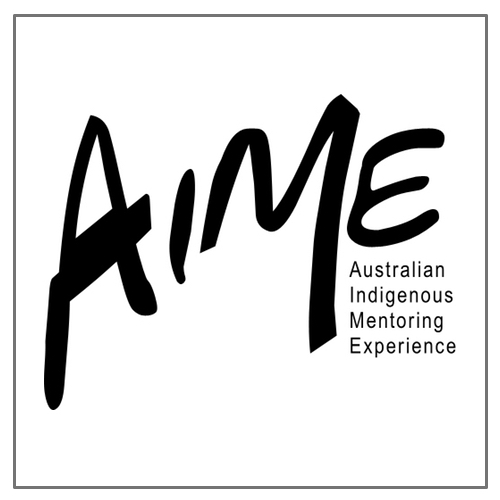 AIME
Australian
Indigenous
Mentoring
Experience